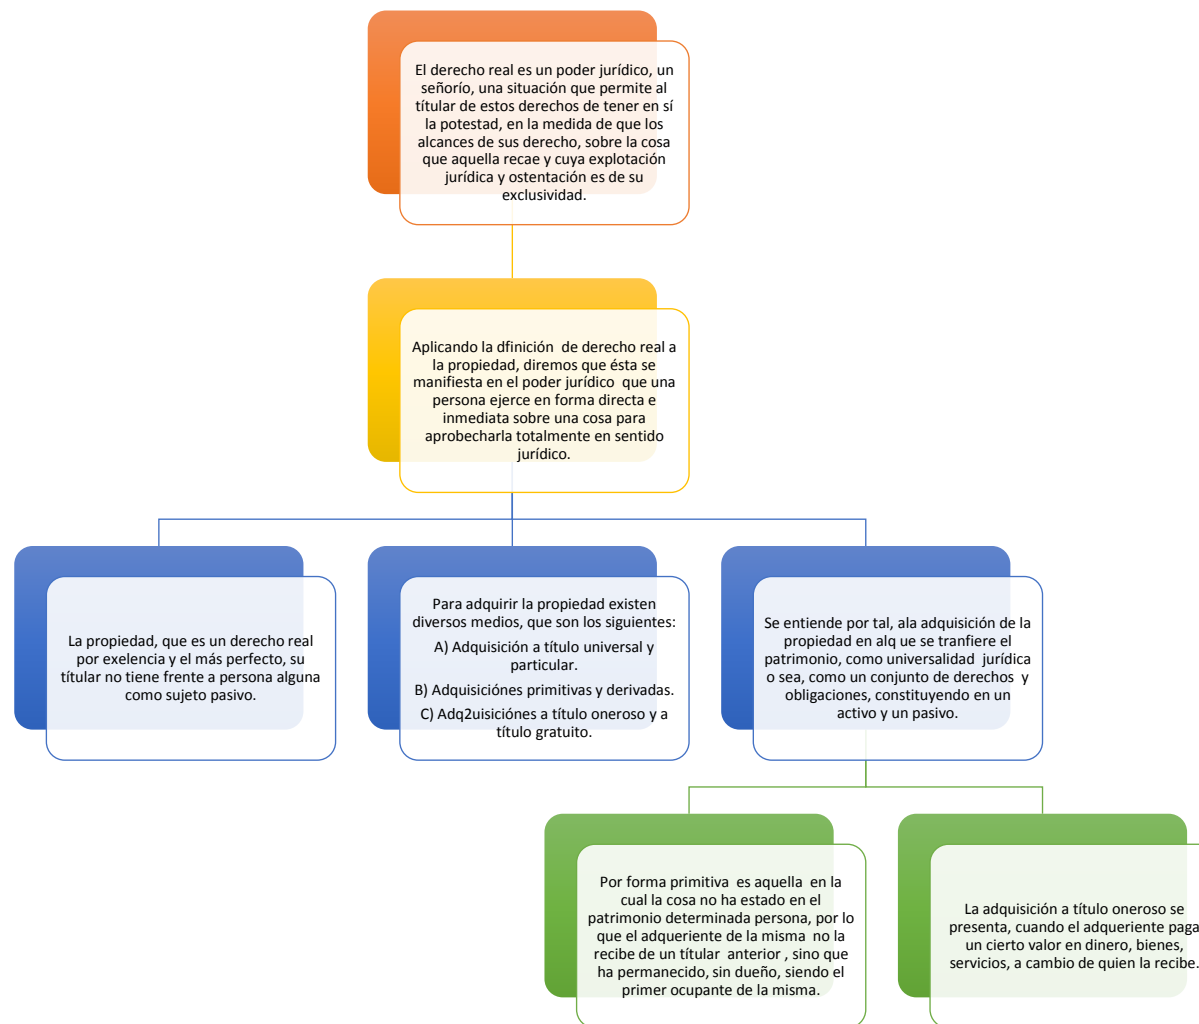 El derecho real es un poder jurídico, un
señorío, una situación que permite al
títular de estos derechos de tener en sí
la potestad, en la medida de que los
alcances de sus derecho, sobre la cosa
que aquella recae y cuya explotación
jurídica y ostentación es de su
exclusividad.
Aplicando la dfinición de derecho real a
la propiedad, diremos que ésta se
manifiesta en el poder jurídico que una
persona ejerce en forma directa e
inmediata sobre una cosa para
aprobecharla totalmente en sentido
jurídico.
La propiedad, que es un derecho real
por exelencia y el más perfecto, su
títular no tiene frente a persona alguna
como sujeto pasivo.
Para adquirir la propiedad existen
diversos medios, que son los siguientes:
A) Adquisición a título universal y
particular.
B) Adquisiciónes primitivas y derivadas.
C) Adq2uisiciónes a título oneroso y a
título gratuito.
Se entiende por tal, ala adquisición de la
propiedad en alq ue se tranfiere el
patrimonio, como universalidad jurídica
o sea, como un conjunto de derechos y
obligaciones, constituyendo en un
activo y un pasivo.
Por forma primitiva es aquella en la
cual la cosa no ha estado en el
patrimonio determinada persona, por lo
que el adqueriente de la misma no la
recibe de un títular anterior , sino que
ha permanecido, sin dueño, siendo el
primer ocupante de la misma.
La adquisición a título oneroso se
presenta, cuando el adqueriente paga
un cierto valor en dinero, bienes,
servicios, a cambio de quien la recibe.